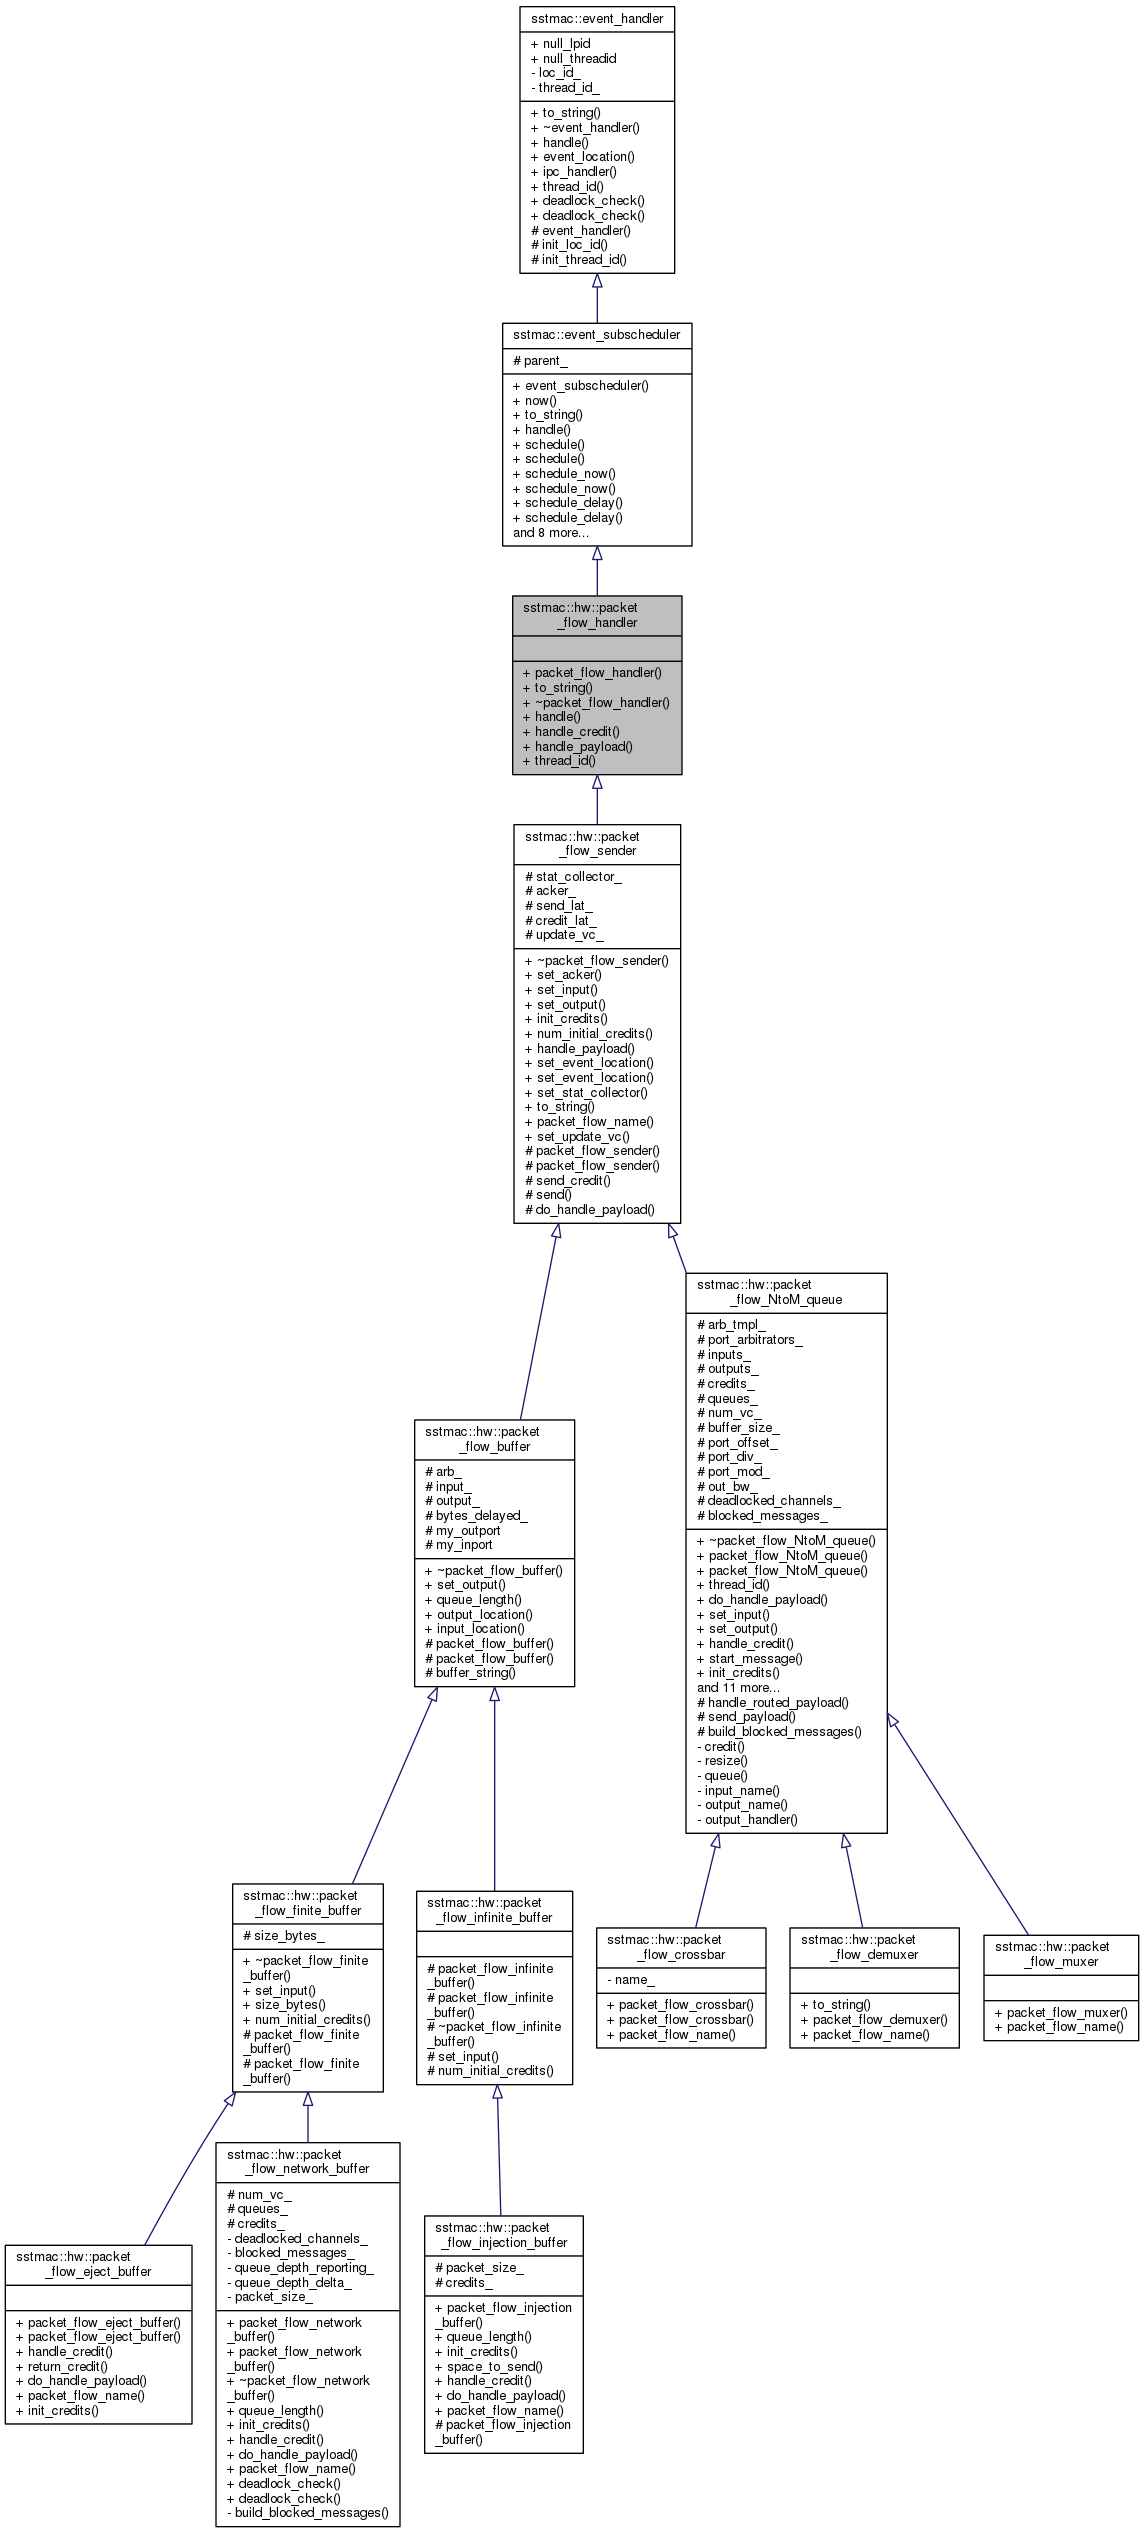 sstmac::event_handler
+ null_lpid
+ null_threadid
- loc_id_
- thread_id_
+ to_string()
+ ~event_handler()
+ handle()
+ event_location()
+ ipc_handler()
+ thread_id()
+ deadlock_check()
+ deadlock_check()
# event_handler()
# init_loc_id()
# init_thread_id()
sstmac::event_subscheduler
# parent_
+ event_subscheduler()
+ now()
+ to_string()
+ handle()
+ schedule()
+ schedule()
+ schedule_now()
+ schedule_now()
+ schedule_delay()
+ schedule_delay()
and 8 more...
sstmac::hw::packet
_flow_handler
+ packet_flow_handler()
+ to_string()
+ ~packet_flow_handler()
+ handle()
+ handle_credit()
+ handle_payload()
+ thread_id()
sstmac::hw::packet
_flow_sender
# stat_collector_
# acker_
# send_lat_
# credit_lat_
# update_vc_
+ ~packet_flow_sender()
+ set_acker()
+ set_input()
+ set_output()
+ init_credits()
+ num_initial_credits()
+ handle_payload()
+ set_event_location()
+ set_event_location()
+ set_stat_collector()
+ to_string()
+ packet_flow_name()
+ set_update_vc()
# packet_flow_sender()
# packet_flow_sender()
# send_credit()
# send()
# do_handle_payload()
sstmac::hw::packet
_flow_NtoM_queue
# arb_tmpl_
# port_arbitrators_
# inputs_
# outputs_
# credits_
# queues_
# num_vc_
# buffer_size_
# port_offset_
# port_div_
# port_mod_
# out_bw_
# deadlocked_channels_
# blocked_messages_
+ ~packet_flow_NtoM_queue()
+ packet_flow_NtoM_queue()
+ packet_flow_NtoM_queue()
+ thread_id()
+ do_handle_payload()
+ set_input()
+ set_output()
+ handle_credit()
+ start_message()
+ init_credits()
and 11 more...
# handle_routed_payload()
# send_payload()
# build_blocked_messages()
- credit()
- resize()
- queue()
- input_name()
- output_name()
- output_handler()
sstmac::hw::packet
_flow_buffer
# arb_
# input_
# output_
# bytes_delayed_
# my_outport
# my_inport
+ ~packet_flow_buffer()
+ set_output()
+ queue_length()
+ output_location()
+ input_location()
# packet_flow_buffer()
# packet_flow_buffer()
# buffer_string()
sstmac::hw::packet
_flow_finite_buffer
# size_bytes_
+ ~packet_flow_finite
_buffer()
+ set_input()
+ size_bytes()
+ num_initial_credits()
# packet_flow_finite
_buffer()
# packet_flow_finite
_buffer()
sstmac::hw::packet
_flow_infinite_buffer
# packet_flow_infinite
_buffer()
# packet_flow_infinite
_buffer()
# ~packet_flow_infinite
_buffer()
# set_input()
# num_initial_credits()
sstmac::hw::packet
_flow_crossbar
- name_
+ packet_flow_crossbar()
+ packet_flow_crossbar()
+ packet_flow_name()
sstmac::hw::packet
_flow_demuxer
+ to_string()
+ packet_flow_demuxer()
+ packet_flow_name()
sstmac::hw::packet
_flow_muxer
+ packet_flow_muxer()
+ packet_flow_name()
sstmac::hw::packet
_flow_eject_buffer
+ packet_flow_eject_buffer()
+ packet_flow_eject_buffer()
+ handle_credit()
+ return_credit()
+ do_handle_payload()
+ packet_flow_name()
+ init_credits()
sstmac::hw::packet
_flow_network_buffer
# num_vc_
# queues_
# credits_
- deadlocked_channels_
- blocked_messages_
- queue_depth_reporting_
- queue_depth_delta_
- packet_size_
+ packet_flow_network
_buffer()
+ packet_flow_network
_buffer()
+ ~packet_flow_network
_buffer()
+ queue_length()
+ init_credits()
+ handle_credit()
+ do_handle_payload()
+ packet_flow_name()
+ deadlock_check()
+ deadlock_check()
- build_blocked_messages()
sstmac::hw::packet
_flow_injection_buffer
# packet_size_
# credits_
+ packet_flow_injection
_buffer()
+ queue_length()
+ init_credits()
+ space_to_send()
+ handle_credit()
+ do_handle_payload()
+ packet_flow_name()
# packet_flow_injection
_buffer()